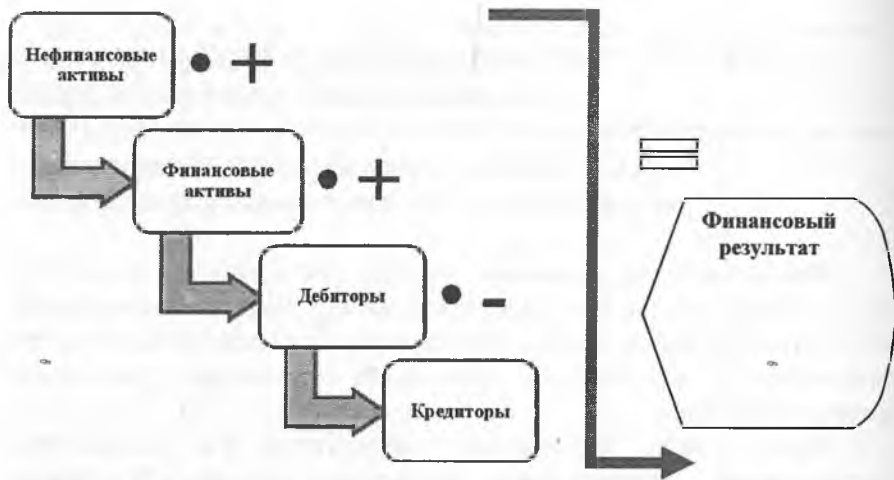 Нефинансовые
активы
• +
Финансовые
активы
• +
Дебиторы
• -
Кредиторы
=
Финансовый
результат